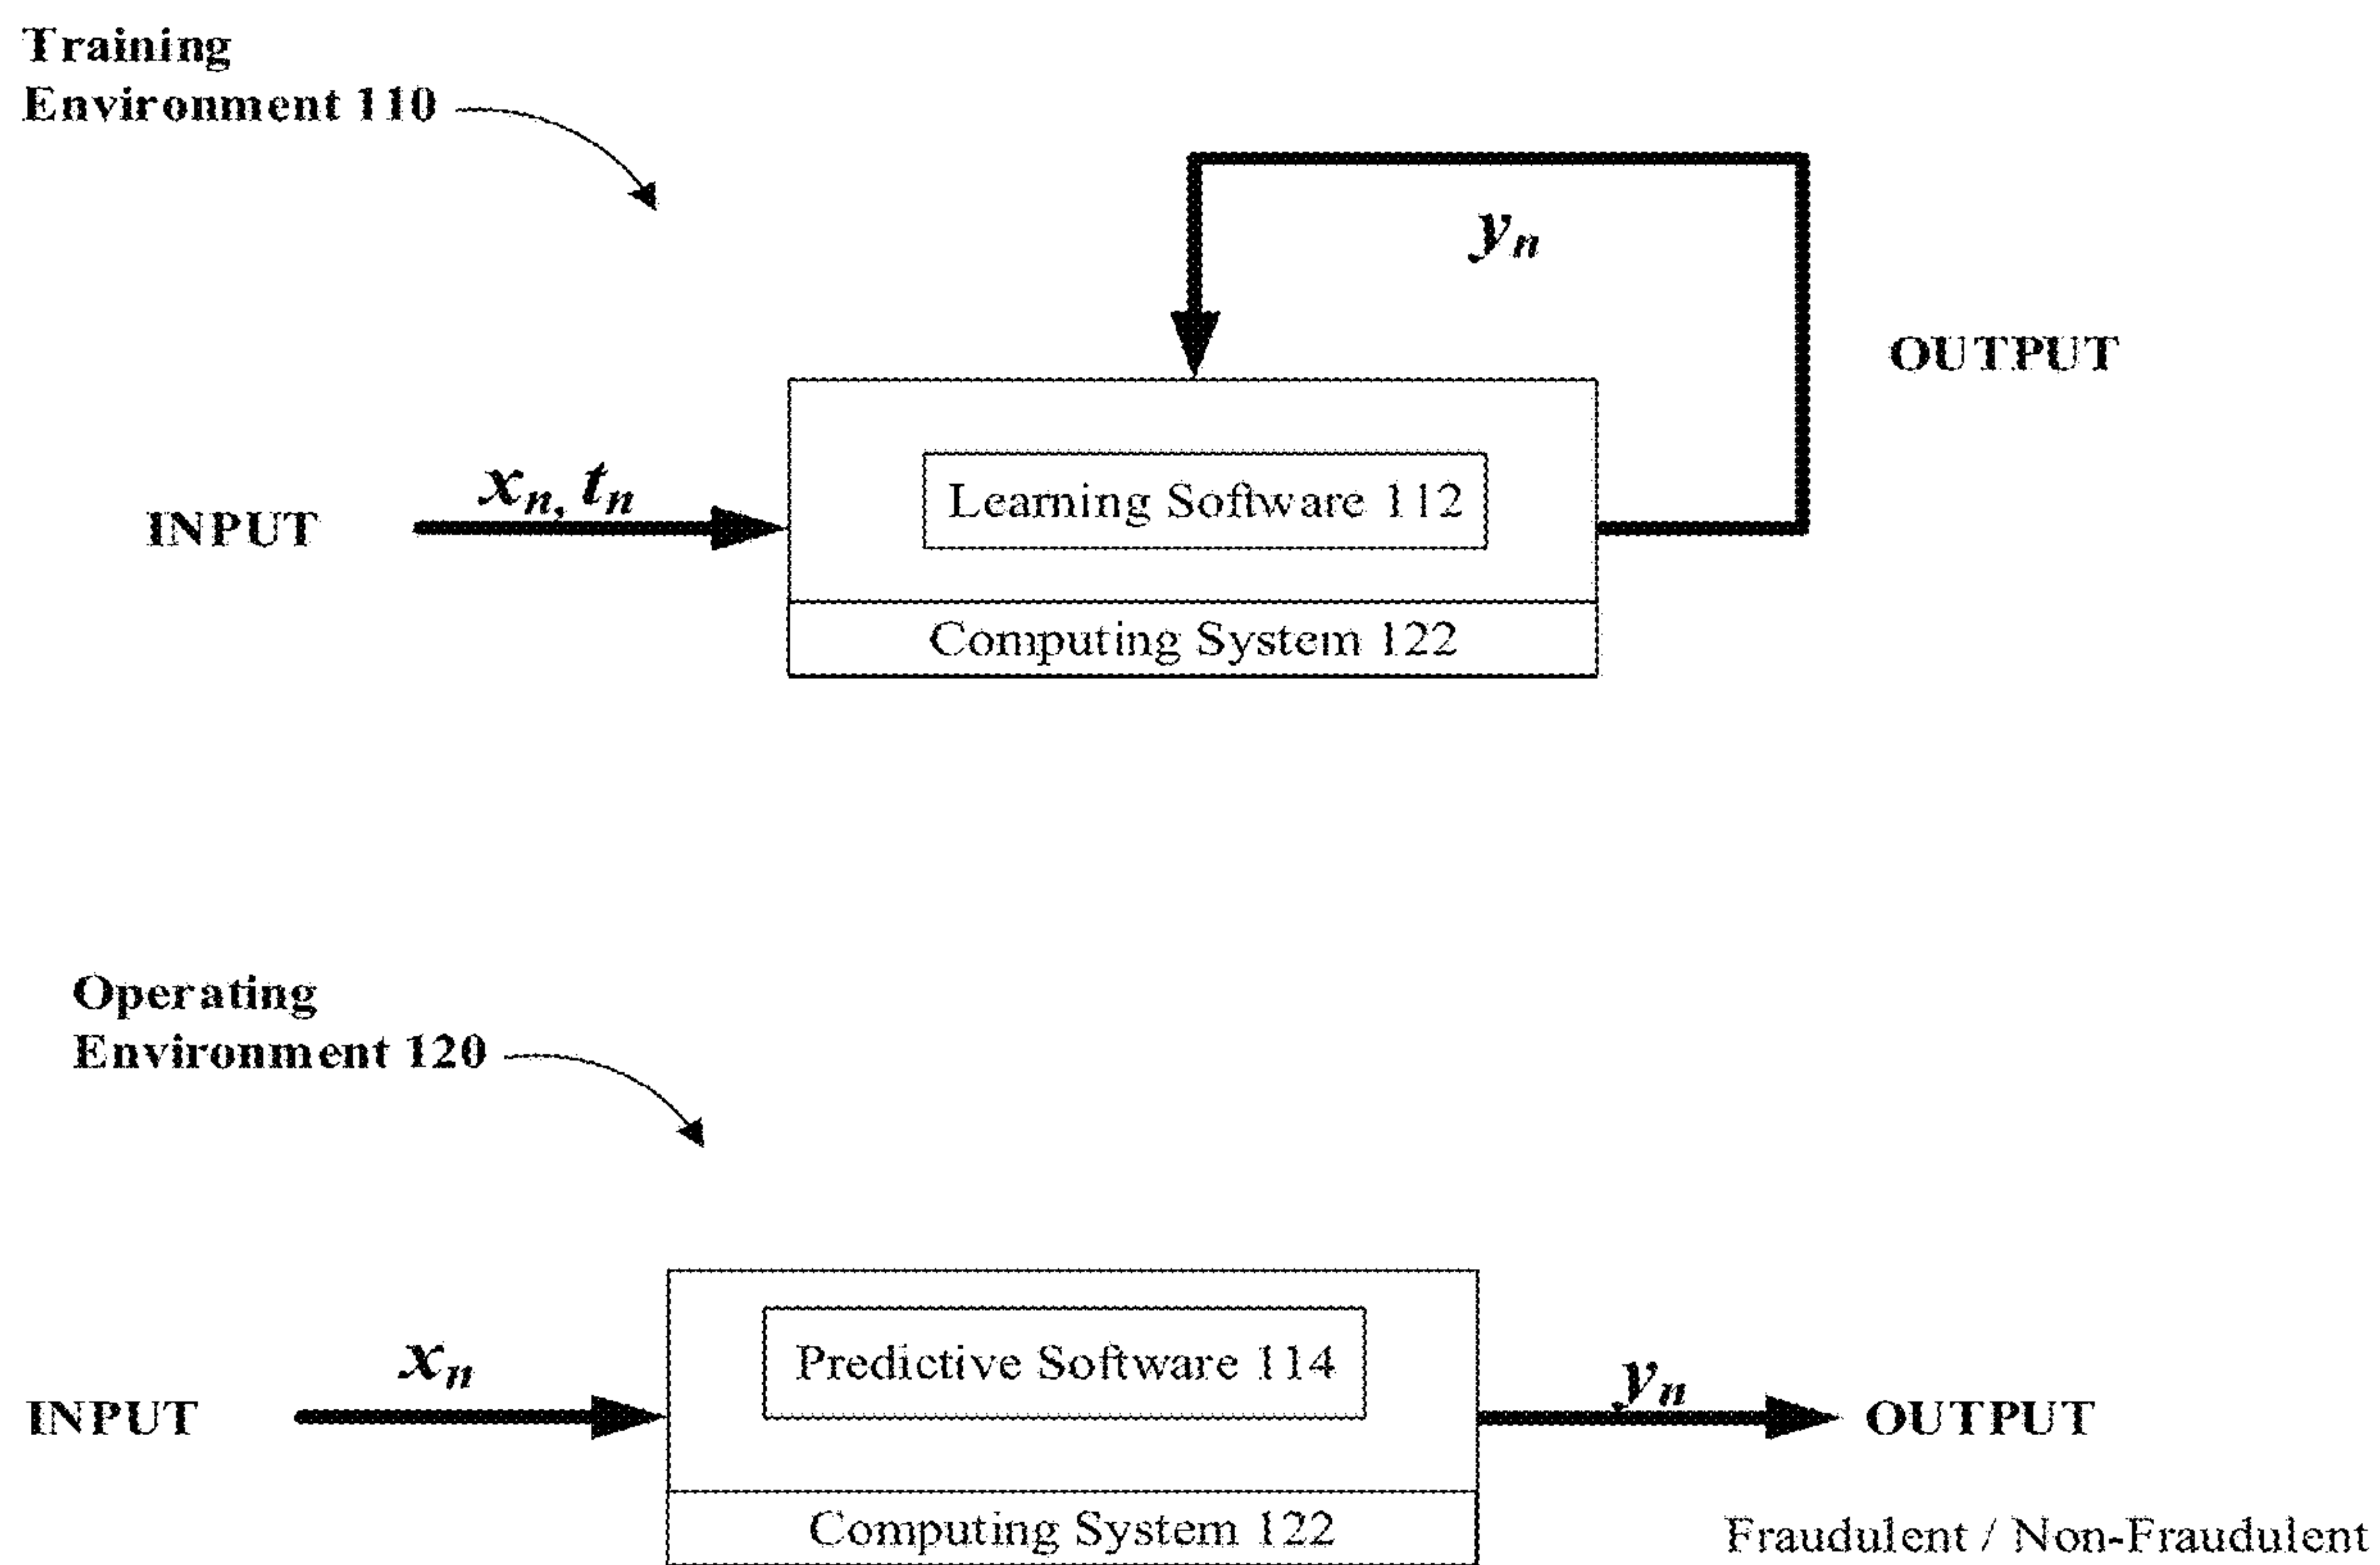 Training
Environment 110
yn
OUTPUT
xn, tn
INPUT
Learning Software 112
Computing System 122
Operating
Environment 120
Predictive Software 114
xn
yn
INPUT
OUTPUT
Computing System 122
Fraudulent / Non-Fraudulent